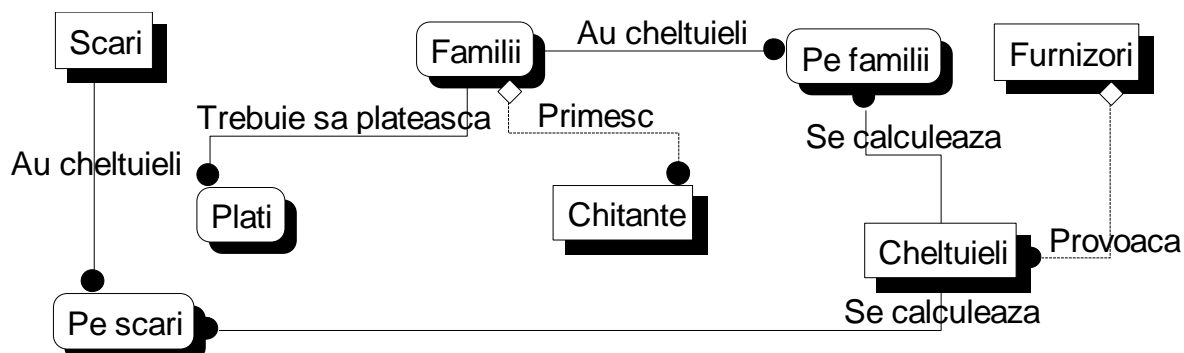 Scari
Familii
Au cheltuieli
Pe familii
Furnizori
Trebuie sa plateasca
Primesc
Se calculeaza
Au cheltuieli
Plati
Chitante
Cheltuieli
Provoaca
Pe scari
Se calculeaza